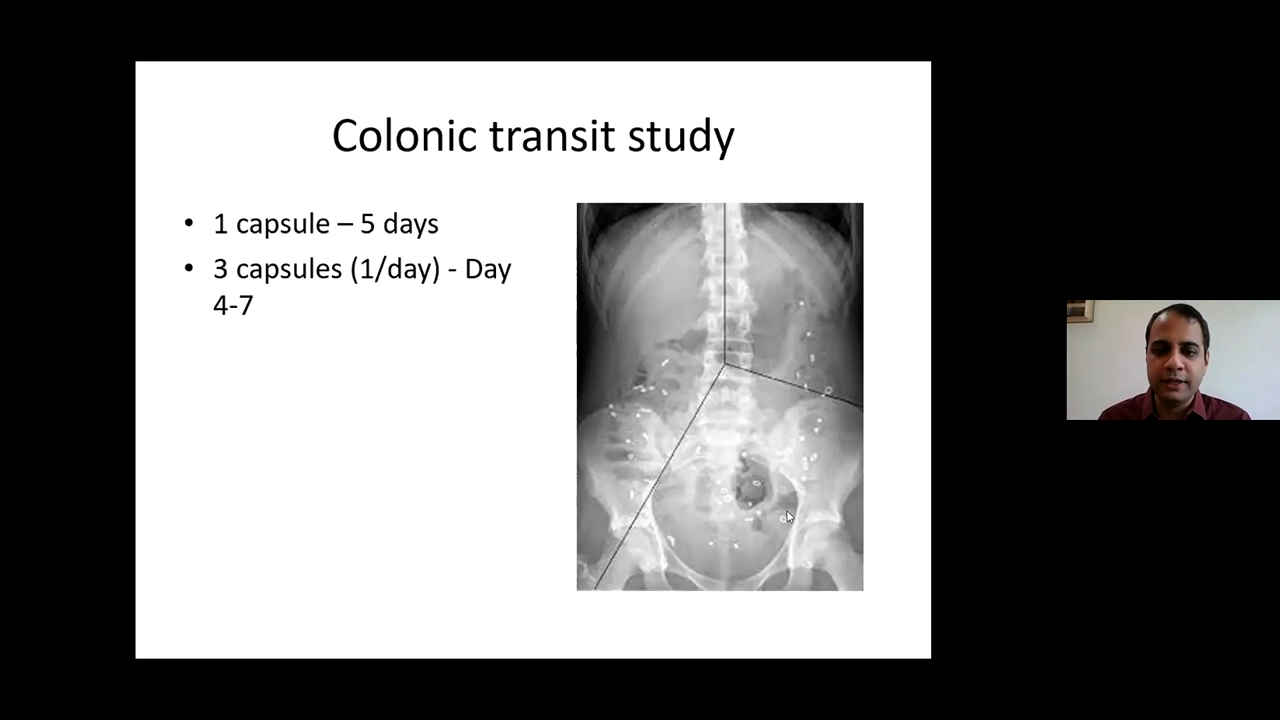 Colonic transit study
• 1 capsule – 5 days
• 3 capsules (1/day) - Day
4-7